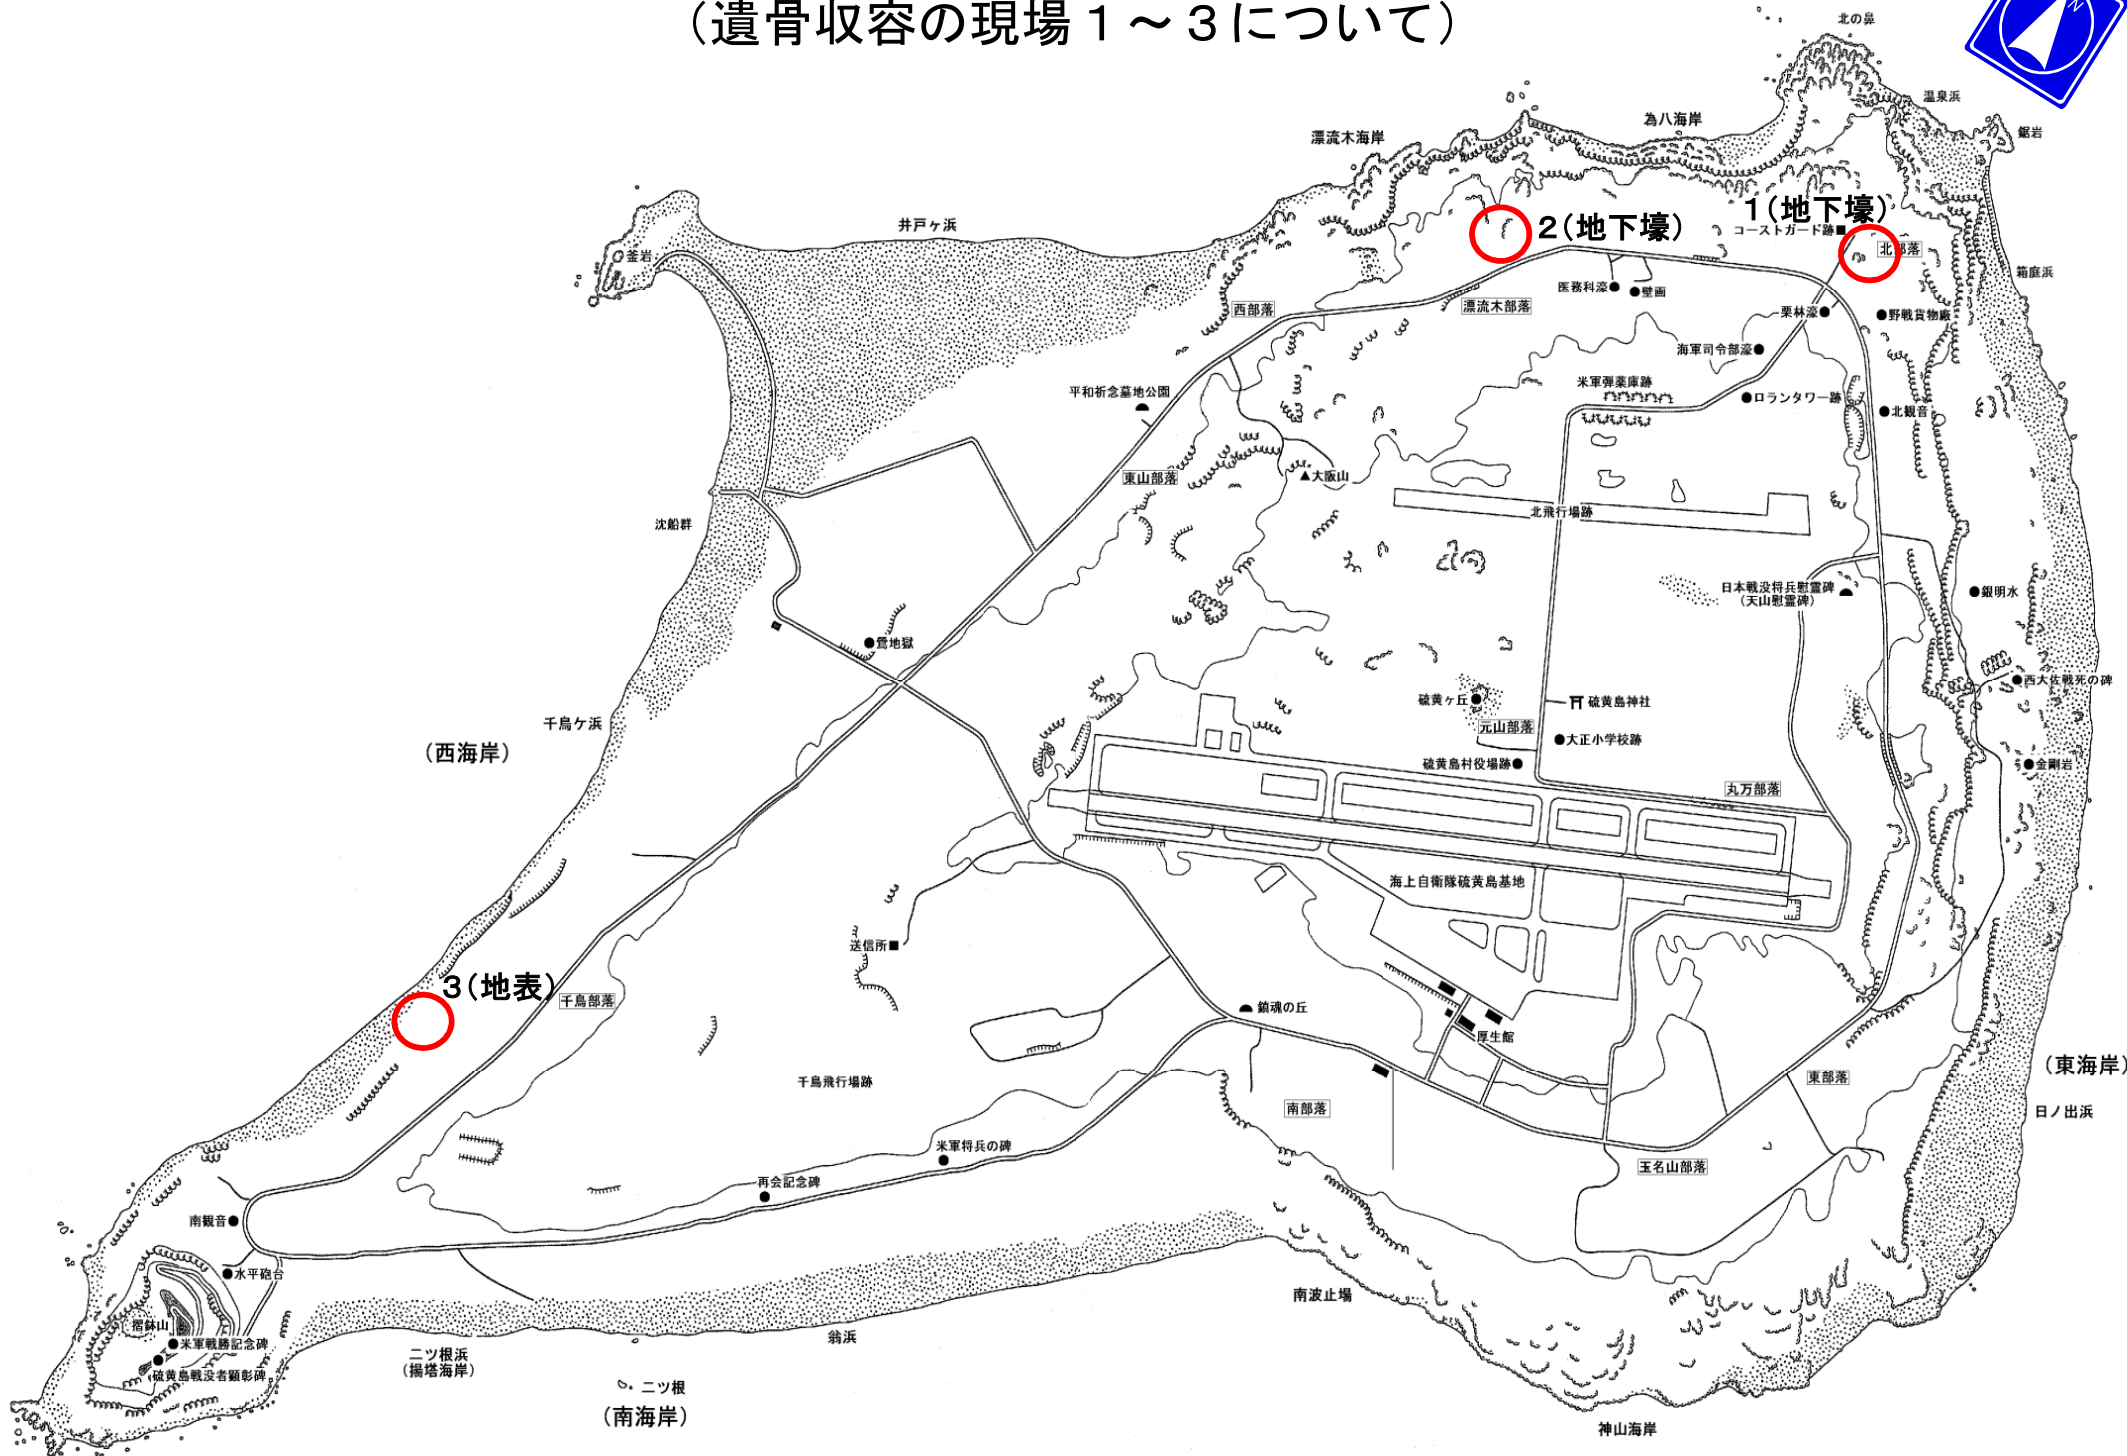 （遺骨収容の現場１～３について）
N
北の鼻
温泉浜
鋸岩
為八海岸
漂流木海岸
1（地下壕）
2（地下壕）
コーストガード跡
北部落
井戸ヶ浜
釜岩
箱庭浜
医務科濠
壁画
西部落
漂流木部落
栗林濠
野戦貨物廠
海軍司令部濠
平和祈念墓地公園
米軍弾薬庫跡
ロランタワー跡
北観音
東山部落
大阪山
北飛行場跡
沈船群
日本戦没将兵慰霊碑
（天山慰霊碑）
銀明水
鶯地獄
西大佐戦死の碑
硫黄ヶ丘
硫黄島神社
千鳥ケ浜
元山部落
大正小学校跡
（西海岸）
硫黄島村役場跡
金剛岩
丸万部落
海上自衛隊硫黄島基地
送信所
3（地表）
千鳥部落
鎮魂の丘
厚生館
（東海岸）
千鳥飛行場跡
東部落
南部落
日ノ出浜
米軍将兵の碑
玉名山部落
再会記念碑
南観音
水平砲台
南波止場
摺鉢山
米軍戦勝記念碑
翁浜
二ツ根浜
（揚塔海岸）
硫黄島戦没者顕彰碑
二ツ根
（南海岸）
神山海岸